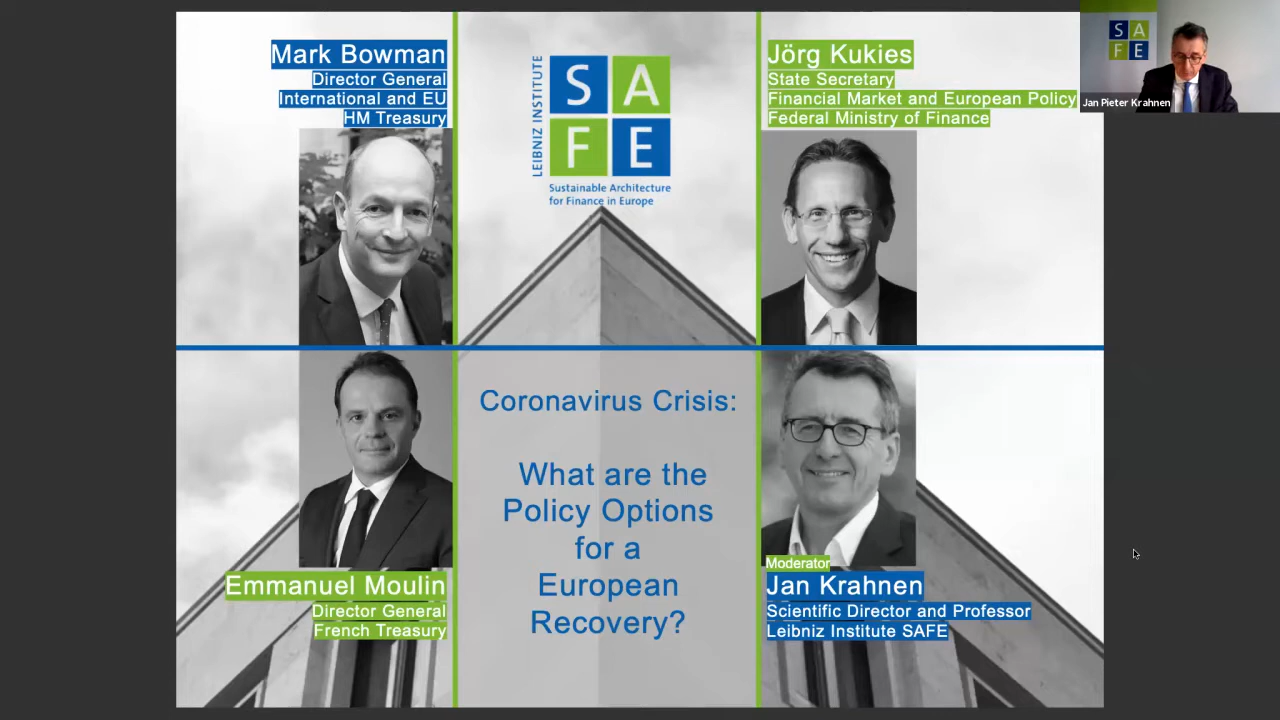 Mark Bowman
Director General
International and EU
HM Treasury
LEIBNIZ INSTITUTE
S A
F E
Sustainable Architecture
for Finance in Europe
Jörg Kukies
State Secretary
Financial Market and European Policy
Federal Ministry of Finance
S A
F E
Jan Pieter Krahnen
Emmanuel Moulin
Director General
French Treasury
Coronavirus Crisis:
What are the
Policy Options
for a
European
Recovery?
Moderator
Jan Krahnen
Scientific Director and Professor
Leibniz Institute SAFE